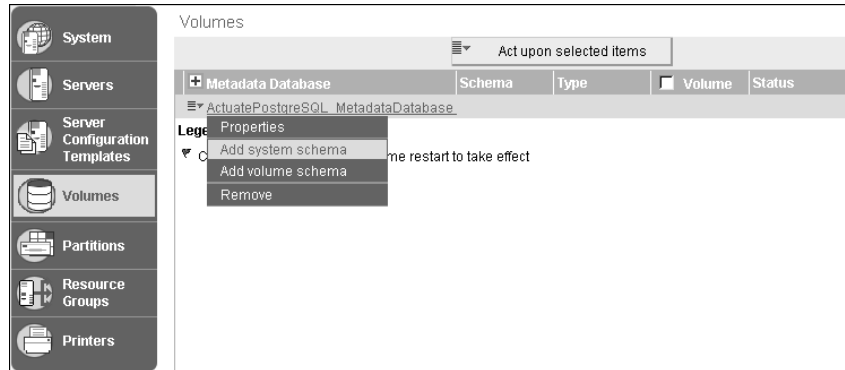 Volumes
System
Act upon selected items
Servers
Metadata Database Schema Type Volume Status
ActuatePostgreSQL_MetadataDatabase
Server
Configuration
Templates
Lege
Properties
Add system schema
C me restart to take effect
Add volume schema
Remove
Volumes
Partitions
Resource
Groups
Printers